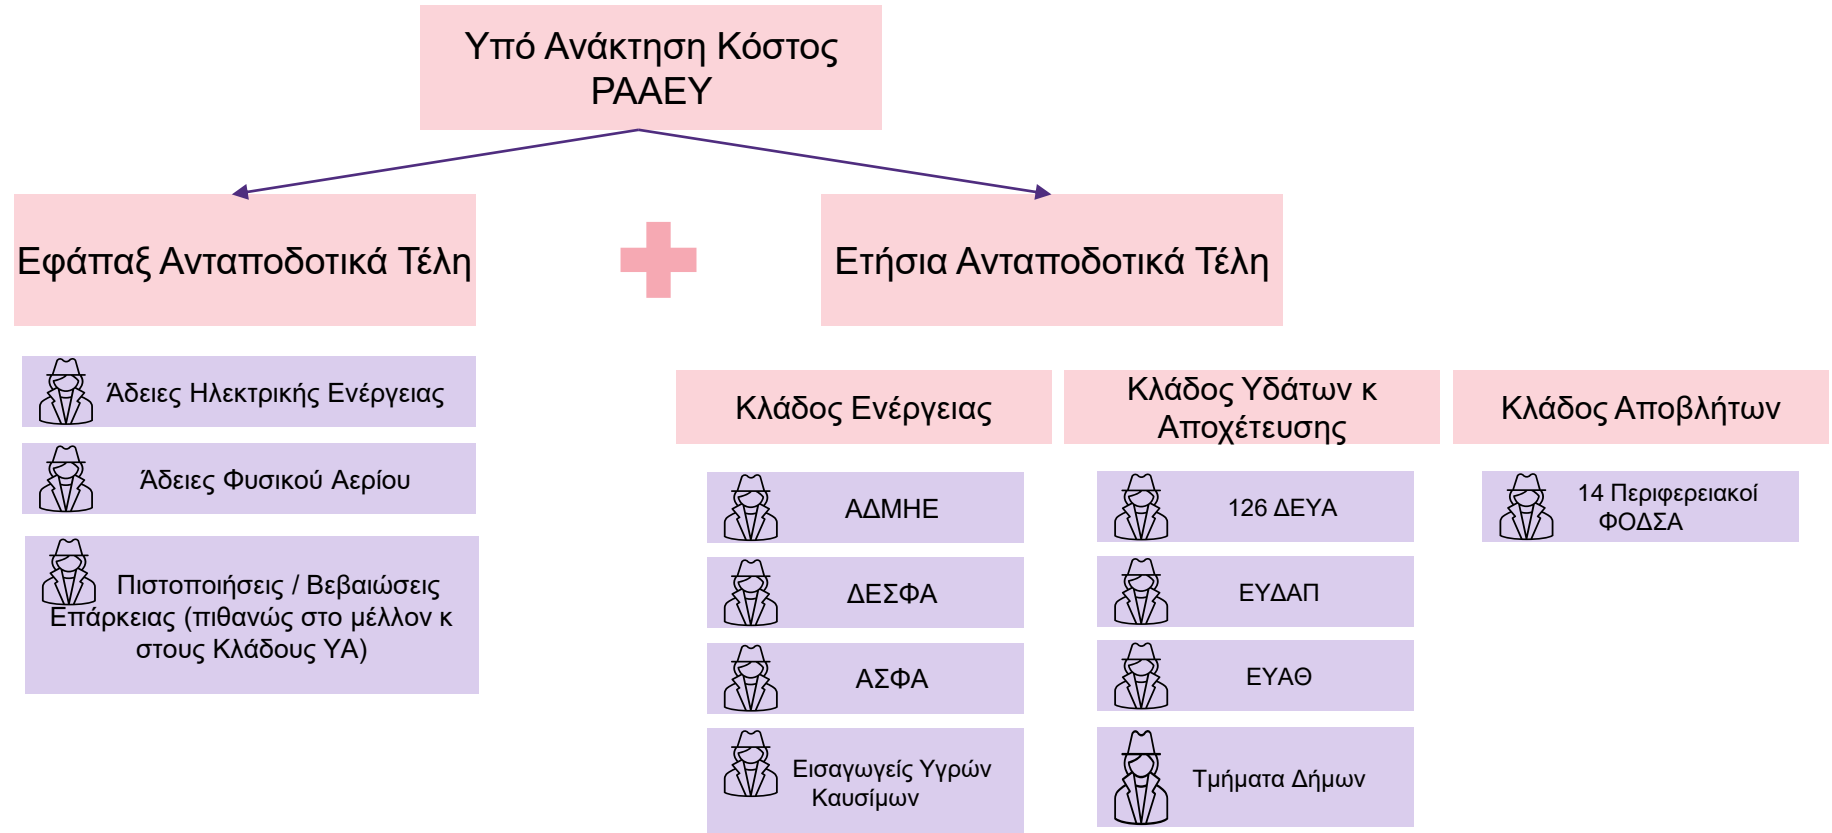 Υπό Ανάκτηση Κόστος
ΡΑΑΕΥ
Εφάπαξ Ανταποδοτικά Τέλη
Ετήσια Ανταποδοτικά Τέλη
Άδειες Ηλεκτρικής Ενέργειας
Άδειες Φυσικού Αερίου
Πιστοποιήσεις / Βεβαιώσεις
Επάρκειας (πιθανώς στο μέλλον κ
στους Κλάδους ΥΑ)
Κλάδος Ενέργειας
ΑΔΜΗΕ
ΔΕΣΦΑ
ΑΣΦΑ
Εισαγωγείς Υγρών
Καυσίμων
Κλάδος Υδάτων κ
Αποχέτευσης
126 ΔΕΥΑ
ΕΥΔΑΠ
ΕΥΑΘ
Τμήματα Δήμων
Κλάδος Αποβλήτων
14 Περιφερειακοί
ΦΟΔΣΑ